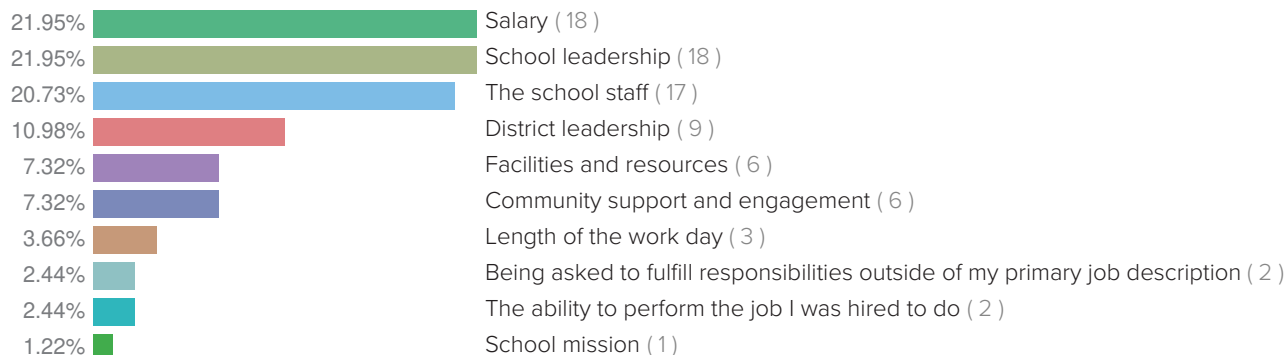 21.95% Salary ( 18 )
21.95% School leadership ( 18 )
20.73% The school staff ( 17 )
10.98% District leadership ( 9 )
7.32% Facilities and resources ( 6 )
7.32% Community support and engagement ( 6 )
3.66% Length of the work day ( 3 )
2.44% Being asked to fulfill responsibilities outside of my primary job description ( 2 )
2.44% The ability to perform the job I was hired to do ( 2 )
1.22% School mission ( 1 )